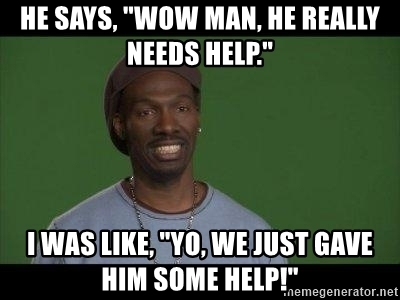 HE SAYS, "WOW MAN, HE REALLY
NEEDS HELP."
I WAS LIKE, "YO, WE JUST GAVE
HIM SOME HELP!"
memegenerator.net